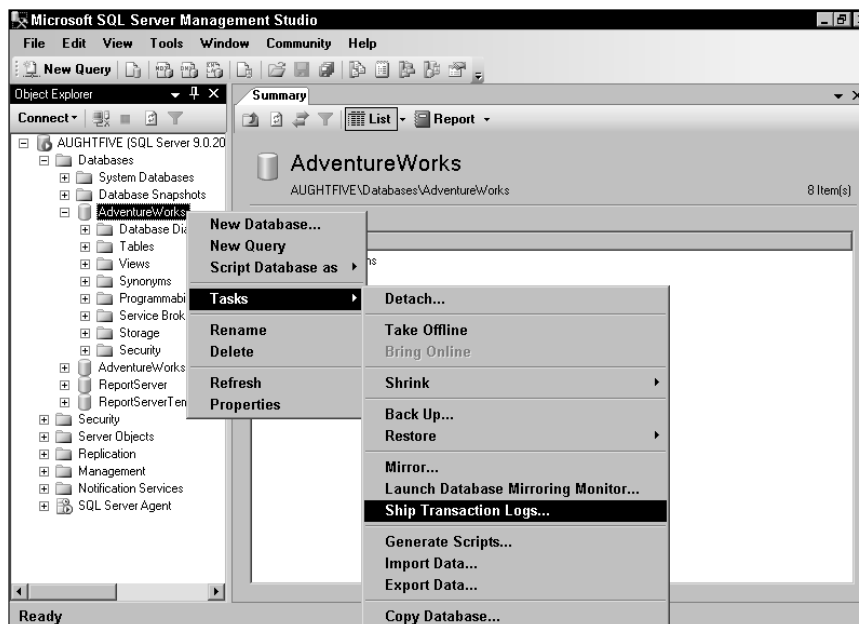 Microsoft SQL Server Management Studio
File Edit View Tools Window Community Help
New Query
Object Explorer
Connect
AUGHTFIVE (SQL Server 9.0.20
Databases
System Databases
Database Snapshots
AdventureWorks
Database Dia
Tables
Views
Synonyms
Programmabi
Service Brok
Storage
Security
AdventureWorks
ReportServer
ReportServerTen
Security
Server Objects
Replication
Management
Notification Services
SQL Server Agent
Summary
List Report
AdventureWorks
AUGHTFIVE\Databases\AdventureWorks 8 Item(s)
New Database...
New Query
Script Database as
Tasks
Rename
Delete
Refresh
Properties
Detach...
Take Offline
Bring Online
Shrink
Back Up...
Restore
Mirror...
Launch Database Mirroring Monitor...
Ship Transaction Logs...
Generate Scripts...
Import Data...
Export Data...
Copy Database...
Ready